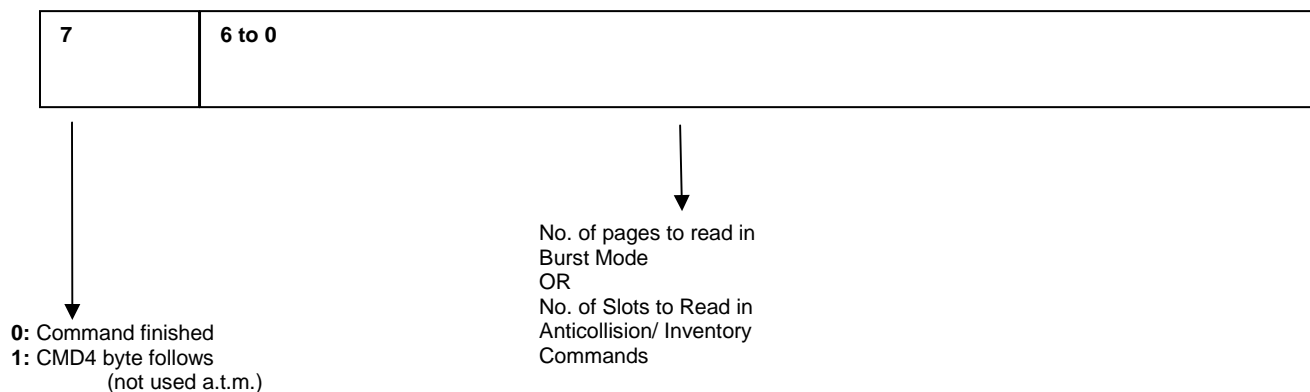 7 6 to 0
No. of pages to read in
Burst Mode
OR
No. of Slots to Read in
Anticollision/ Inventory
Commands
0: Command finished
1: CMD4 byte follows
(not used a.t.m.)